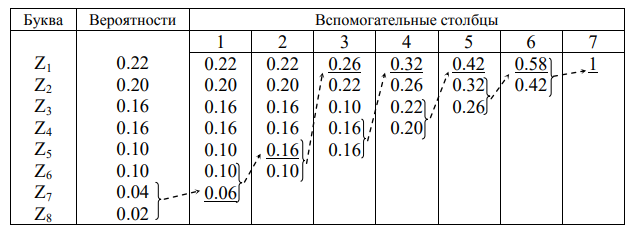 Буква Вероятности Вспомогательные столбцы
1 2 3 4 5 6 7
Z1 0.22 0.22 0.22 0.26 0.32 0.42 0.58 1
Z2 0.20 0.20 0.20 0.22 0.26 0.32 0.42
Z3 0.16 0.16 0.16 0.10 0.22 0.26
Z4 0.16 0.16 0.16 0.16 0.20
Z5 0.10 0.10 0.16 0.16
Z6 0.10 0.10 0.10
Z7 0.04 0.06
Z8 0.02